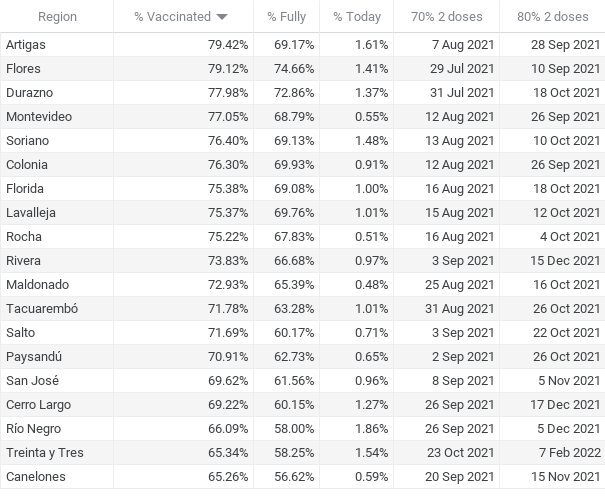 Region % Vaccinated % Fully % Today 70% 2 doses 80% 2 doses
Artigas 79.42% 69.17% 1.61% 7 Aug 2021 28 Sep 2021
Flores 79.12% 74.66% 1.41% 29 Jul 2021 10 Sep 2021
Durazno 77.98% 72.86% 1.37% 31 Jul 2021 18 Oct 2021
Montevideo 77.05% 68.79% 0.55% 12 Aug 2021 26 Sep 2021
Soriano 76.40% 69.13% 1.48% 13 Aug 2021 10 Oct 2021
Colonia 76.30% 69.93% 0.91% 12 Aug 2021 26 Sep 2021
Florida 75.38% 69.08% 1.00% 16 Aug 2021 18 Oct 2021
Lavalleja 75.37% 69.76% 1.01% 15 Aug 2021 12 Oct 2021
Rocha 75.22% 67.83% 0.51% 16 Aug 2021 4 Oct 2021
Rivera 73.83% 66.68% 0.97% 3 Sep 2021 15 Dec 2021
Maldonado 72.93% 65.39% 0.48% 25 Aug 2021 16 Oct 2021
Tacuarembó 71.78% 63.28% 1.01% 31 Aug 2021 26 Oct 2021
Salto 71.69% 60.17% 0.71% 3 Sep 2021 22 Oct 2021
Paysandú 70.91% 62.73% 0.65% 2 Sep 2021 26 Oct 2021
San José 69.62% 61.56% 0.96% 8 Sep 2021 5 Nov 2021
Cerro Largo 69.22% 60.15% 1.27% 26 Sep 2021 17 Dec 2021
Río Negro 66.09% 58.00% 1.86% 26 Sep 2021 5 Dec 2021
Treinta y Tres 65.34% 58.25% 1.54% 23 Oct 2021 7 Feb 2022
Canelones 65.26% 56.62% 0.59% 20 Sep 2021 15 Nov 2021